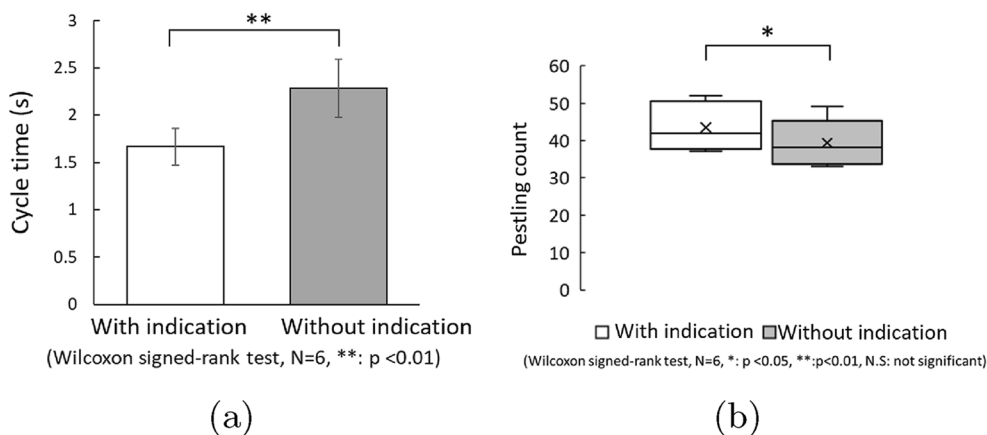 3
2.5
2
1.5
1
0.5
0
Cycle time (s)
**
With indication
Without indication
(Wilcoxon signed-rank test, N=6, **: p <0.01)
(a)
60
50
40
30
20
10
0
Pestling count
*
With indication Without indication
(Wilcoxon signed-rank test, N=6, *: p <0.05, **:p<0.01, N.S: not significant)
(b)